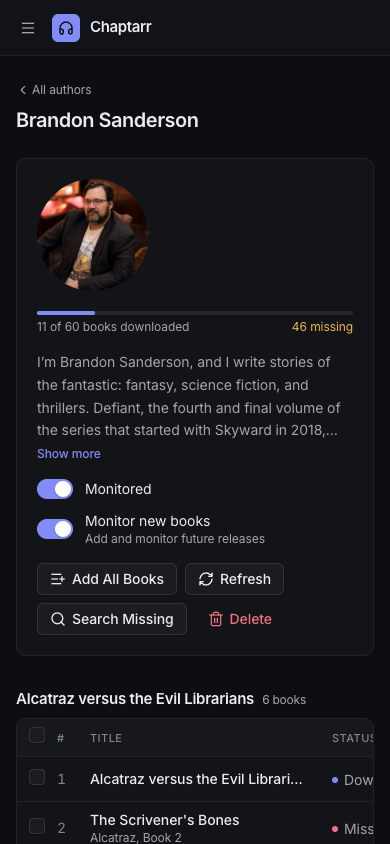 Chaptarr
All authors
Brandon Sanderson
11 of 60 books downloaded
46 missing
I'm Brandon Sanderson, and I write stories of
the fantastic: fantasy, science fiction, and
thrillers. Defiant, the fourth and final volume of
the series that started with Skyward in 2018,...
Show more
Monitored
Monitor new books
Add and monitor future releases
Add All Books
Refresh
Search Missing
Delete
Alcatraz versus the Evil Librarians 6 books
# TITLE STATUS
1 Alcatraz versus the Evil Librari... Dow
2 The Scrivener's Bones Miss
Alcatraz, Book 2